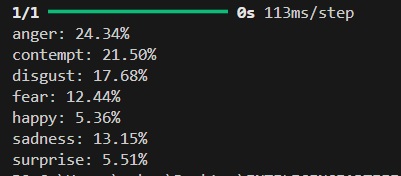 1/1 ━━━━━━━━━━━━━━━━━━━━ 0s 113ms/step
anger: 24.34%
contempt: 21.50%
disgust: 17.68%
fear: 12.44%
happy: 5.36%
sadness: 13.15%
surprise: 5.51%